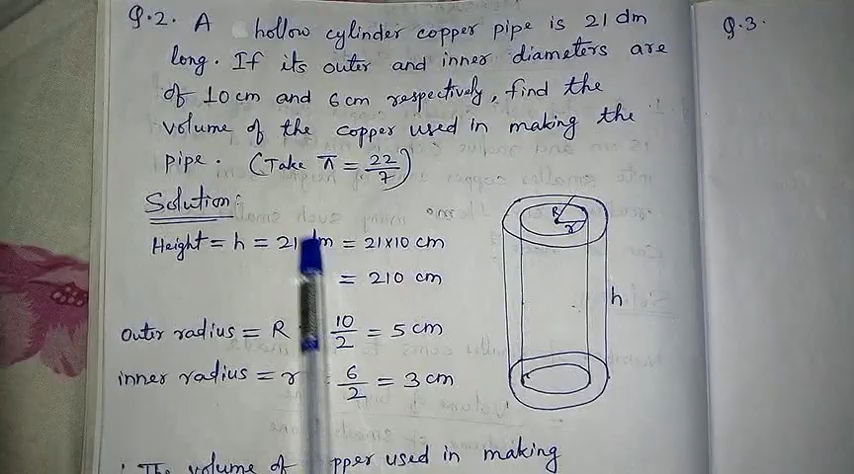 Q.2. A hollow cylinder copper pipe is 21 dm
long. If its outer and inner diameters are
of 10 cm and 6 cm respectively, find the
volume of the copper used in making the
pipe. (Take π = 22/7)
Solution:
Height = h = 21 dm = 21×10 cm
= 210 cm
outer radius = R 10/2 = 5 cm
inner radius = r = 6/2 = 3 cm
R
r
h
∴ The volume of pper used in making
Q.3.